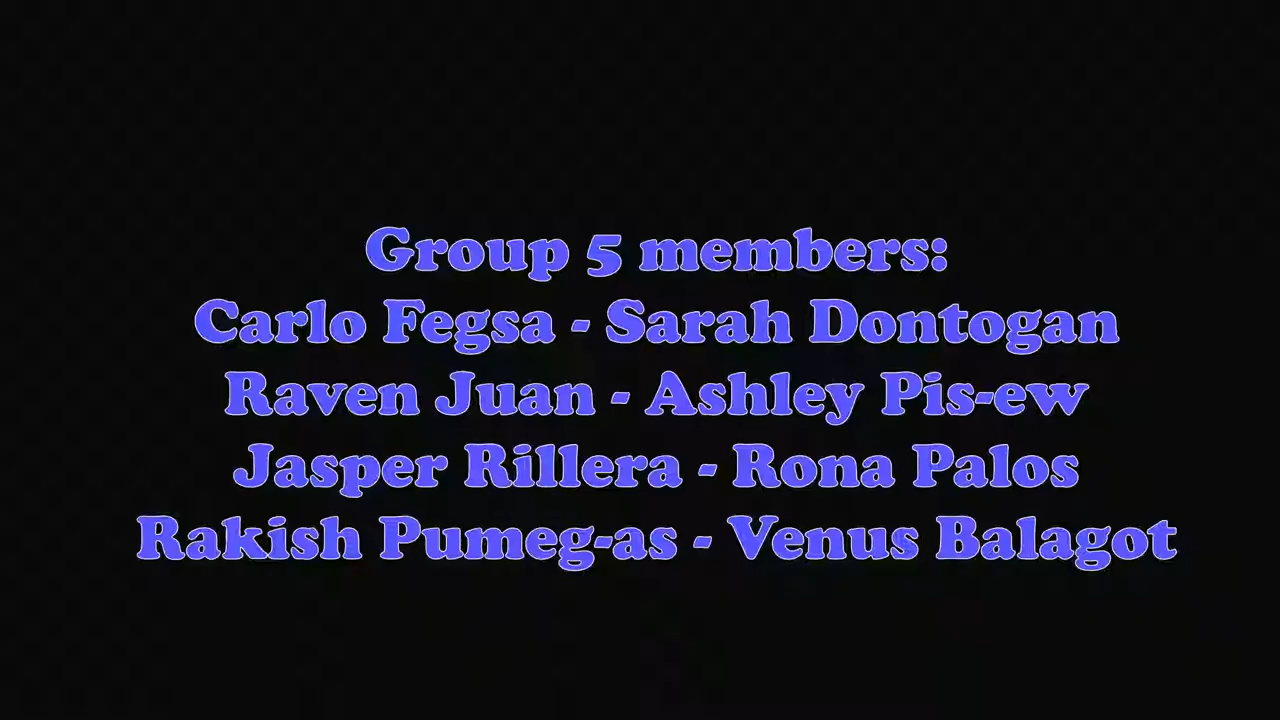 Group 5 members:
Carlo Fegsa - Sarah Dontogan
Raven Juan - Ashley Pis-ew
Jasper Rillera - Rona Palos
Rakish Pumeg-as - Venus Balagot